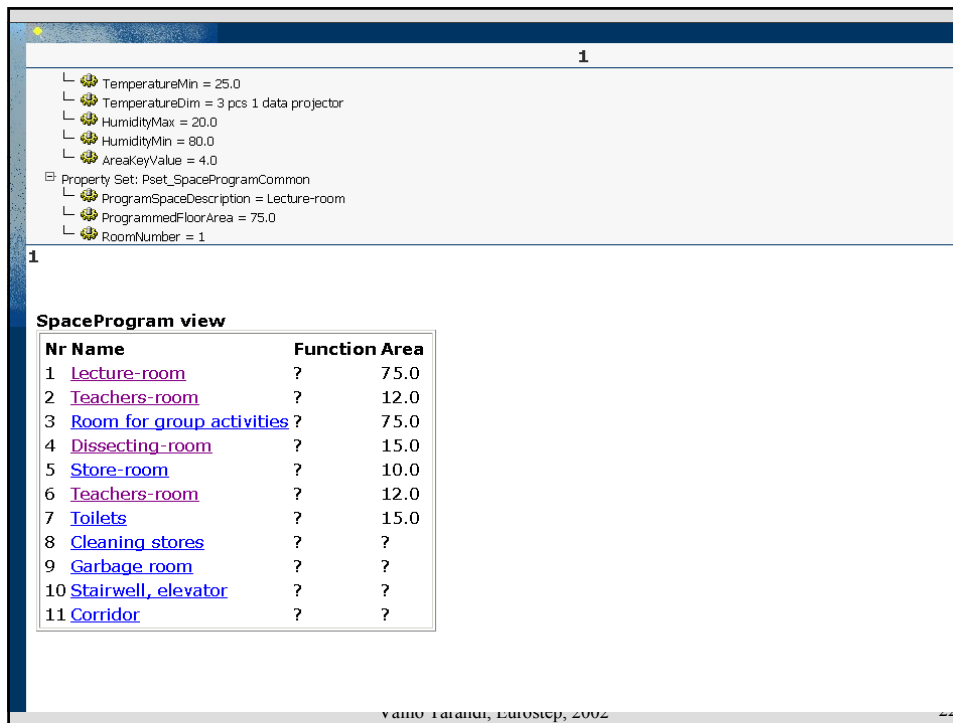 1
TemperatureMin = 25.0
TemperatureDim = 3 pcs 1 data projector
HumidityMax = 20.0
HumidityMin = 80.0
AreaKeyValue = 4.0
Property Set: Pset_SpaceProgramCommon
ProgramSpaceDescription = Lecture-room
ProgrammedFloorArea = 75.0
RoomNumber = 1
1
SpaceProgram view
Nr Name Function Area
1 Lecture-room ? 75.0
2 Teachers-room ? 12.0
3 Room for group activities ? 75.0
4 Dissecting-room ? 15.0
5 Store-room ? 10.0
6 Teachers-room ? 12.0
7 Toilets ? 15.0
8 Cleaning stores ? ?
9 Garbage room ? ?
10 Stairwell, elevator ? ?
11 Corridor ? ?
Tarandi, Eurostep, 2002